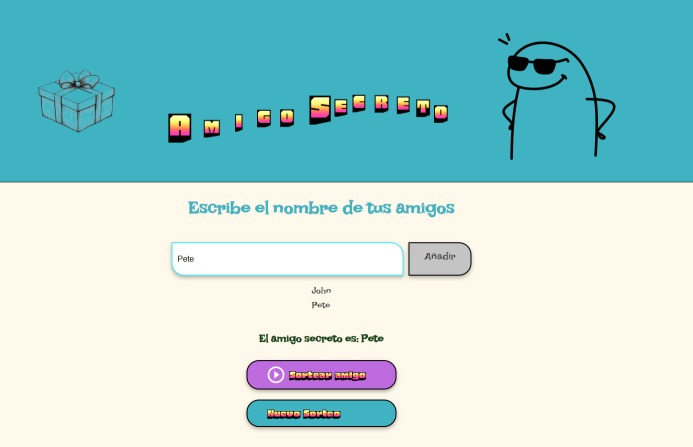 Amigo Secreto
Escribe el nombre de tus amigos
Pete
Añadir
John
Pete
El amigo secreto es: Pete
Sortear amigo
Nuevo Sorteo